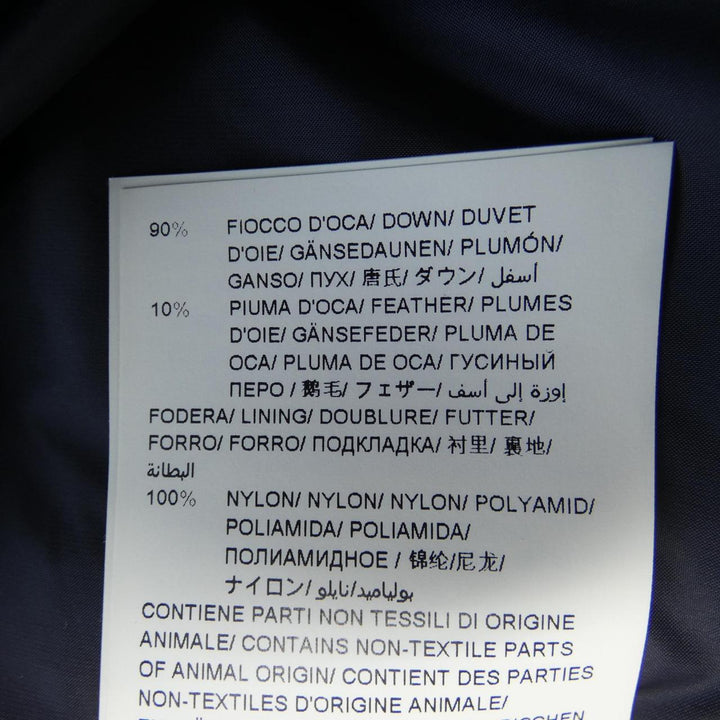 90% FIOCCO D'OCA/ DOWN/ DUVET
D'OIE/ GÄNSEDAUNEN/ PLUMÓN/
GANSO/ ПУХ/ 唐氏/ ダウン/ أسفل
10% PIUMA D'OCA/ FEATHER/ PLUMES
D'OIE/ GÄNSEFEDER/ PLUMA DE
OCA/ PLUMA DE OCA/ ГУСИНЫЙ
ПЕРО / 鹅毛/ フェザー/ إوزة إلى أسف
FODERA/ LINING/ DOUBLURE/ FUTTER/
FORRO/ FORRO/ ПОДКЛАДКА/ 衬里/ 裏地/
البطانة
100% NYLON/ NYLON/ NYLON/ POLYAMID/
POLIAMIDA/ POLIAMIDA/
ПОЛИАМИДНОЕ / 锦纶/尼龙/
ナイロン/ بولياميد/نايلو
CONTIENE PARTI NON TESSILI DI ORIGINE
ANIMALE/ CONTAINS NON-TEXTILE PARTS
OF ANIMAL ORIGIN/ CONTIENT DES PARTIES
NON-TEXTILES D'ORIGINE ANIMALE/